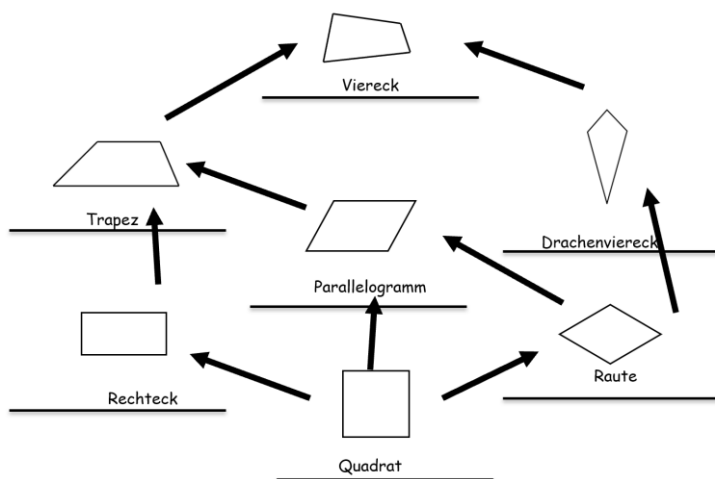 Viereck
Trapez
Drachenviereck
Parallelogramm
Rechteck
Raute
Quadrat